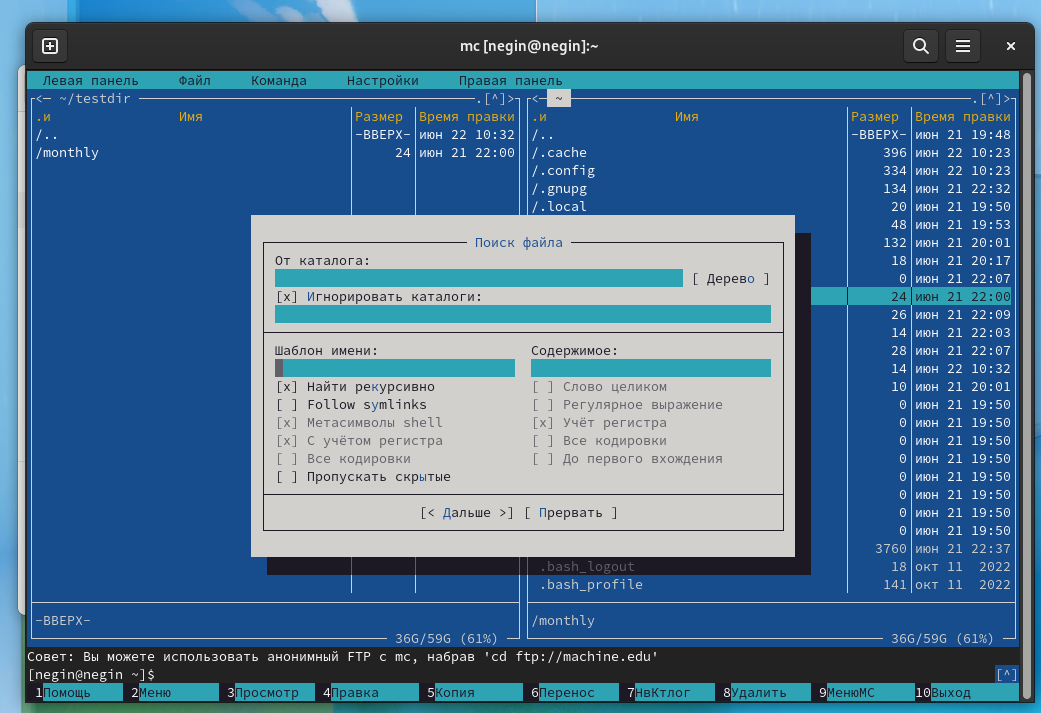 mc [negin@negin]:~
Левая панель Файл Команда Настройки Правая панель
<— ~/testdir .[^]> <— ~ .[^]>
.и Имя Размер Время правки .и Имя Размер Время правки
/.. -ВВЕРХ- июн 22 10:32 /.. -ВВЕРХ- июн 21 19:48
/monthly 24 июн 21 22:00 /.cache 396 июн 22 10:23
/.config 334 июн 22 10:23
/.gnupg 134 июн 21 22:32
/.local 20 июн 21 19:50
48 июн 21 19:53
Поиск файла 132 июн 21 20:01
От каталога: 18 июн 21 20:17
[ Дерево ] 0 июн 21 22:07
[x] Игнорировать каталоги: 24 июн 21 22:00
26 июн 21 22:09
14 июн 21 22:03
Шаблон имени: Содержимое: 28 июн 21 22:07
14 июн 22 10:32
[x] Найти рекурсивно [ ] Слово целиком 10 июн 21 20:01
[ ] Follow symlinks [ ] Регулярное выражение 0 июн 21 19:50
[x] Метасимволы shell [x] Учёт регистра 0 июн 21 19:50
[x] С учётом регистра [ ] Все кодировки 0 июн 21 19:50
[ ] Все кодировки [ ] До первого вхождения 0 июн 21 19:50
[ ] Пропускать скрытые 0 июн 21 19:50
0 июн 21 19:50
[< Дальше >] [ Прервать ] 0 июн 21 19:50
0 июн 21 19:50
3760 июн 21 22:37
.bash_logout 18 окт 11 2022
.bash_profile 141 окт 11 2022
-ВВЕРХ- /monthly
36G/59G (61%) 36G/59G (61%)
Совет: Вы можете использовать анонимный FTP с mc, набрав 'cd ftp://machine.edu'
[negin@negin ~]$ [^]
1Помощь 2Меню 3Просмотр 4Правка 5Копия 6Перенос 7НвКтлог 8Удалить 9МенюМС 10Выход